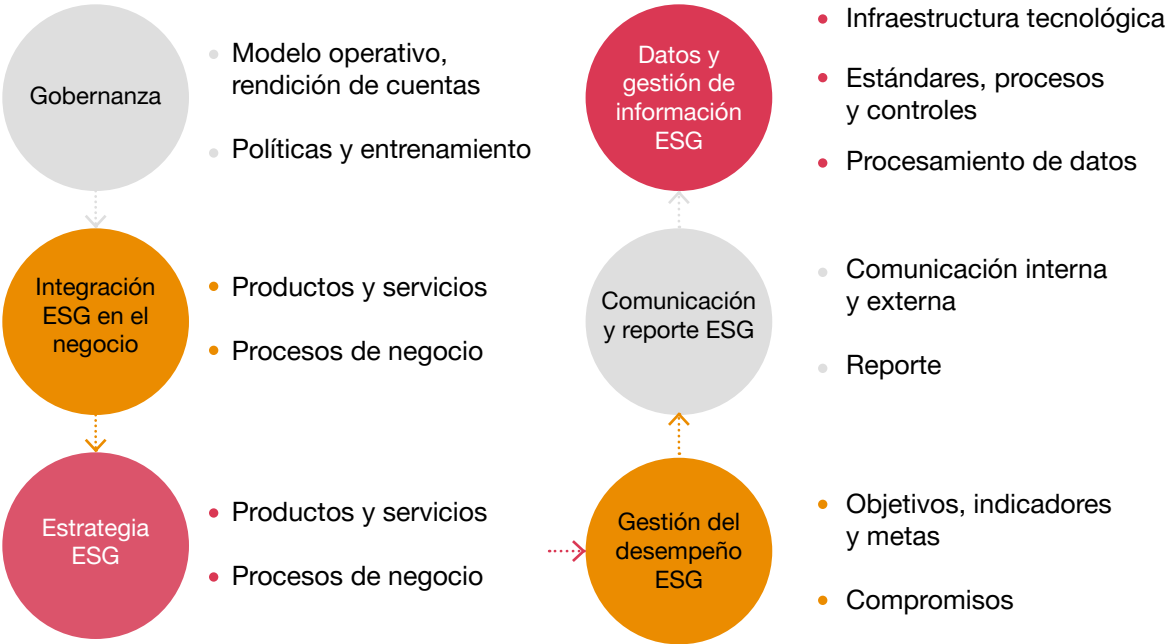 Gobernanza
Modelo operativo,
rendición de cuentas
Políticas y entrenamiento
Integración
ESG en el
negocio
Productos y servicios
Procesos de negocio
Estrategia
ESG
Productos y servicios
Procesos de negocio
Gestión del
desempeño
ESG
Objetivos, indicadores
y metas
Compromisos
Comunicación
y reporte ESG
Comunicación interna
y externa
Reporte
Datos y
gestión de
información
ESG
Infraestructura tecnológica
Estándares, procesos
y controles
Procesamiento de datos